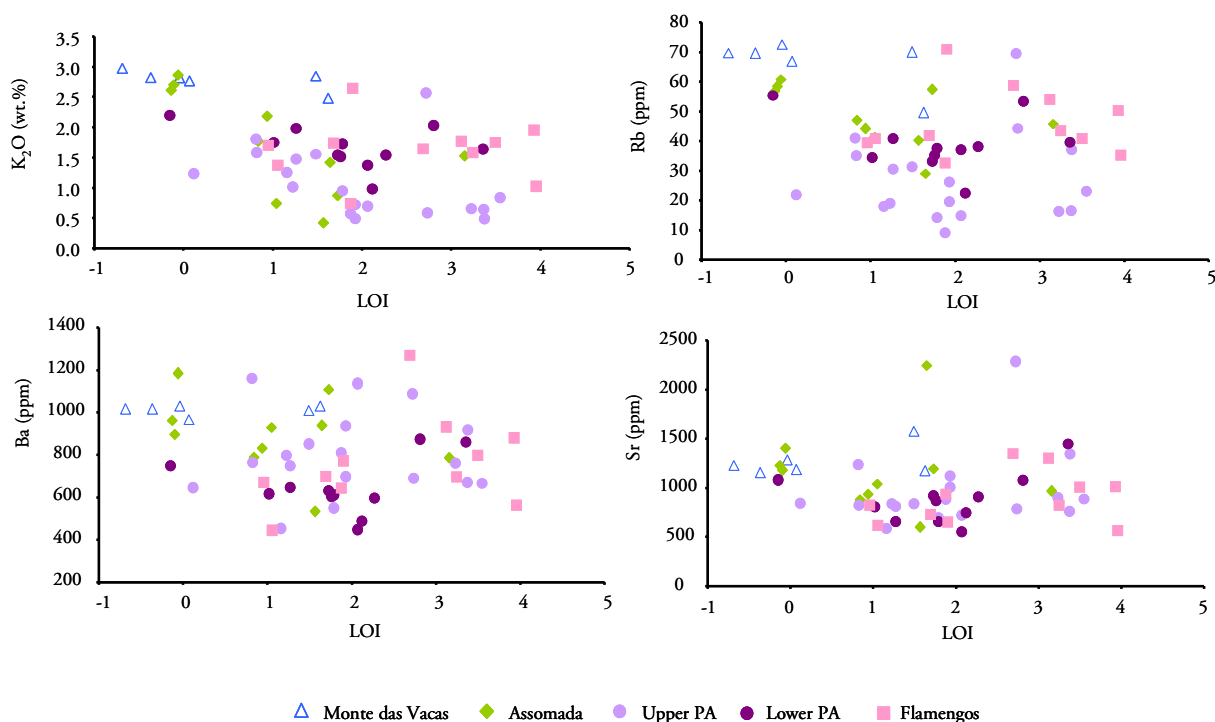 K2O (wt.%)
3.5
3.0
2.5
2.0
1.5
1.0
0.5
0.0
-1 0 1 2 3 4 5
LOI
Rb (ppm)
80
70
60
50
40
30
20
10
0
-1 0 1 2 3 4 5
LOI
Ba (ppm)
1400
1200
1000
800
600
400
200
-1 0 1 2 3 4 5
LOI
Sr (ppm)
2500
2000
1500
1000
500
0
-1 0 1 2 3 4 5
LOI
Monte das Vacas Assomada Upper PA Lower PA Flamengos